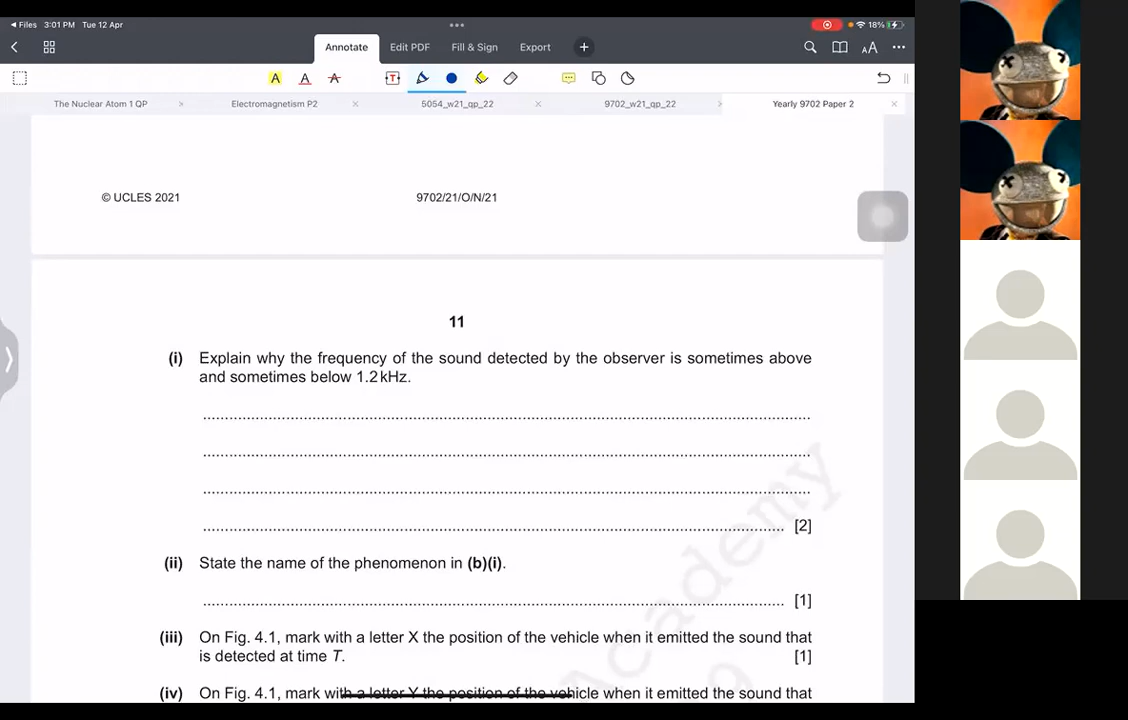 Files 3:01 PM Tue 12 Apr 18%
Annotate Edit PDF Fill & Sign Export
The Nuclear Atom 1 QP Electromagnetism P2 5054_w21_qp_22 9702_w21_qp_22 Yearly 9702 Paper 2
© UCLES 2021 9702/21/O/N/21
11
(i) Explain why the frequency of the sound detected by the observer is sometimes above
and sometimes below 1.2 kHz.
[2]
(ii) State the name of the phenomenon in (b)(i).
[1]
(iii) On Fig. 4.1, mark with a letter X the position of the vehicle when it emitted the sound that
is detected at time T. [1]
(iv) On Fig. 4.1, mark with a letter Y the position of the vehicle when it emitted the sound that
Academy